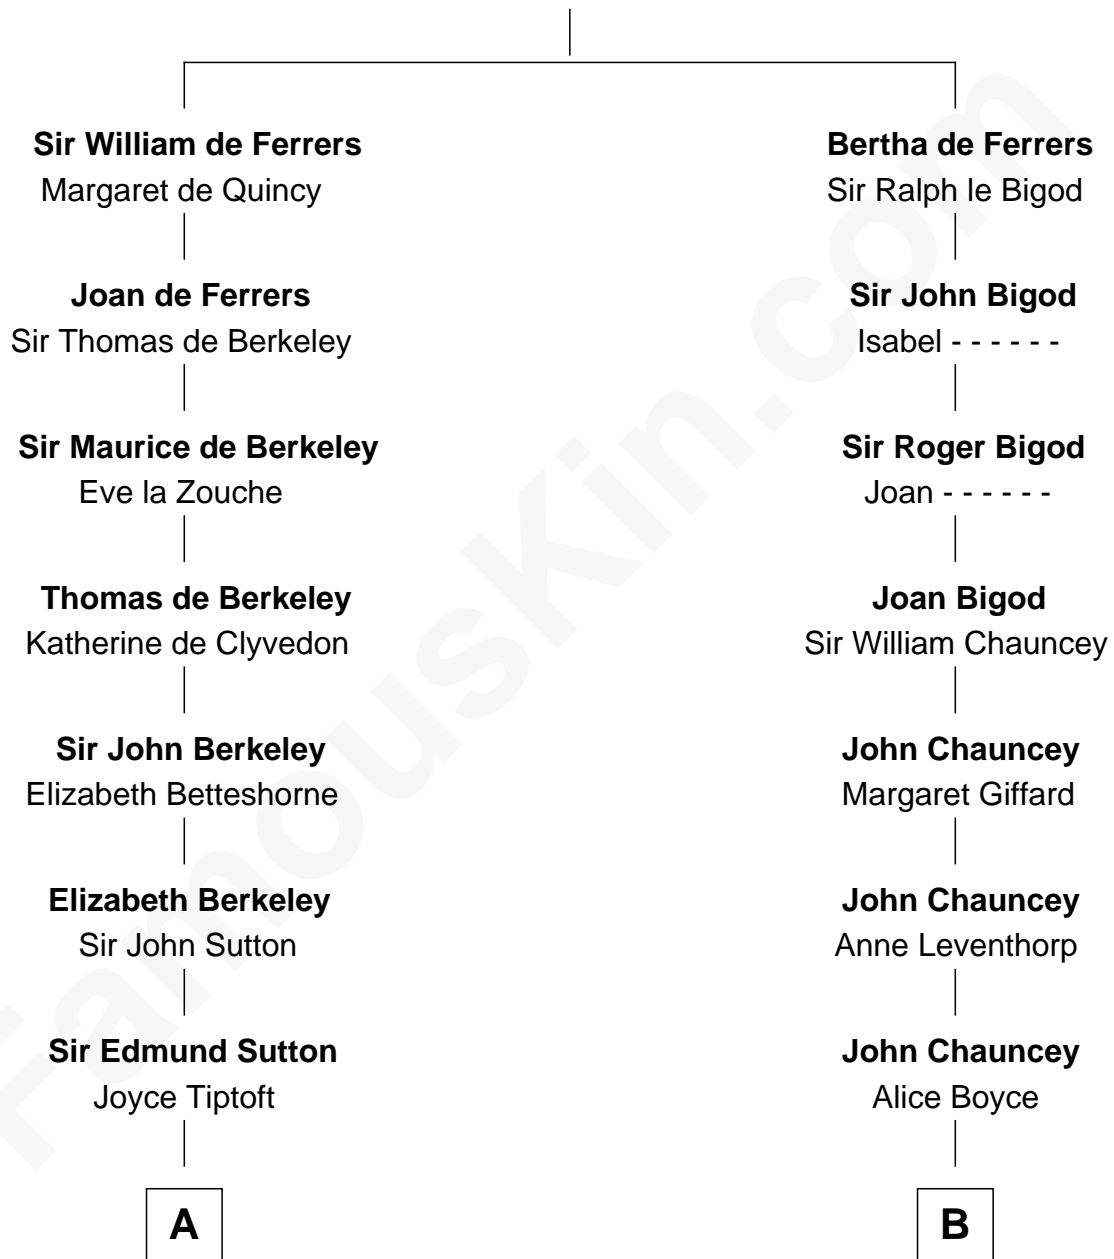 Sir William de Ferrers
Margaret de Quincy
Joan de Ferrers
Sir Thomas de Berkeley
Sir Maurice de Berkeley
Eve la Zouche
Thomas de Berkeley
Katherine de Clyvedon
Sir John Berkeley
Elizabeth Betteshorne
Elizabeth Berkeley
Sir John Sutton
Sir Edmund Sutton
Joyce Tiptoft
A
Bertha de Ferrers
Sir Ralph le Bigod
Sir John Bigod
Isabel - - - - - -
Sir Roger Bigod
Joan - - - - - -
Joan Bigod
Sir William Chauncey
John Chauncey
Margaret Giffard
John Chauncey
Anne Leventhorp
John Chauncey
Alice Boyce
B
FamousKin.com